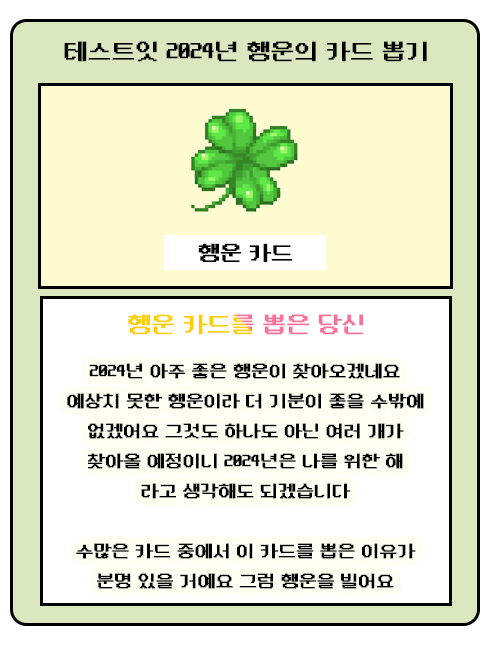 테스트잇 2024년 행운의 카드 뽑기
행운 카드
행운 카드를 뽑은 당신
2024년 아주 좋은 행운이 찾아오겠네요
예상치 못한 행운이라 더 기분이 좋을 수밖에
없겠어요 그것도 하나도 아닌 여러 개가
찾아올 예정이니 2024년은 나를 위한 해
라고 생각해도 되겠습니다
수많은 카드 중에서 이 카드를 뽑은 이유가
분명 있을 거예요 그럼 행운을 빌어요